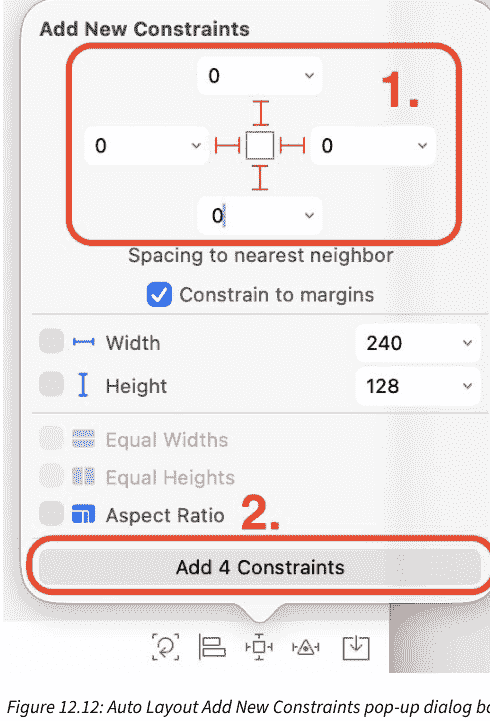 Add New Constraints
0
1.
0
0
0
Spacing to nearest neighbor
Constrain to margins
Width
240
Height
128
Equal Widths
Equal Heights
Aspect Ratio
2.
Add 4 Constraints
Figure 12.12: Auto Layout Add New Constraints pop-up dialog bo